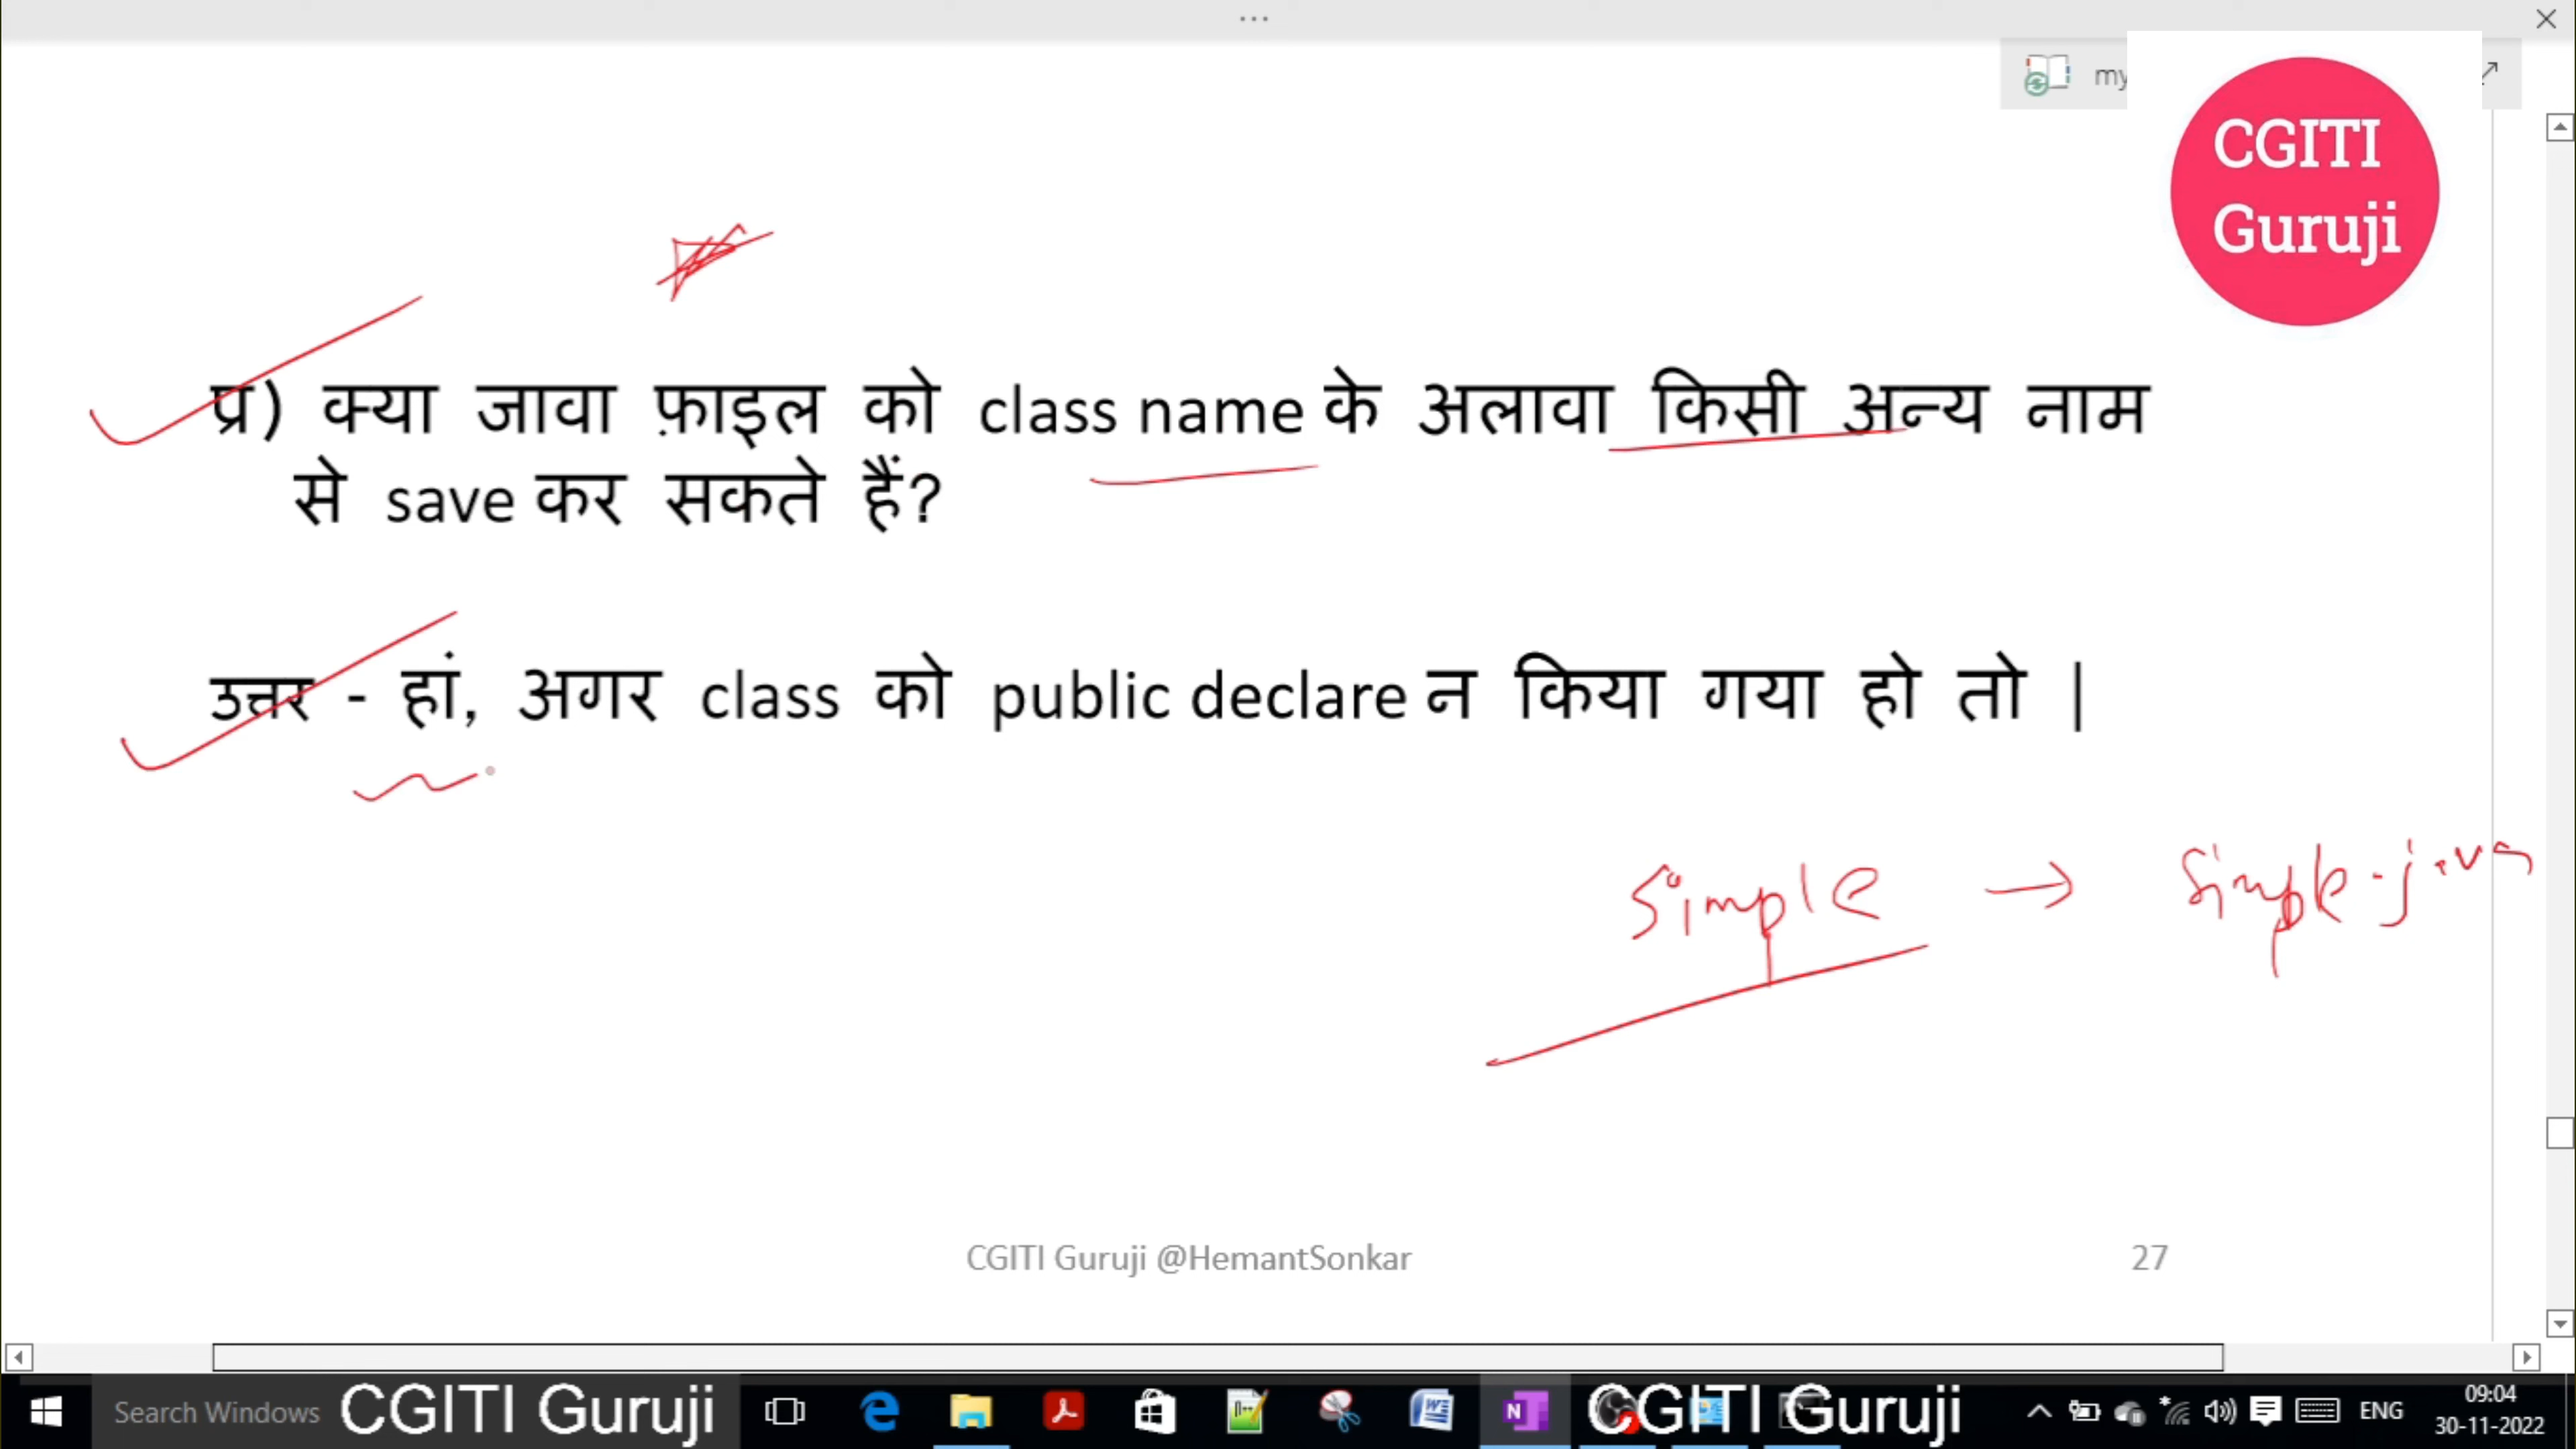 my
CGITI
Guruji
प्र) क्या जावा फ़ाइल को class name के अलावा किसी अन्य नाम
से save कर सकते हैं?
उत्तर - हां, अगर class को public declare न किया गया हो तो |
Simple → Simple.java
CGITI Guruji @HemantSonkar
27
Search Windows CGITI Guruji CGITI Guruji ENG 09:04
30-11-2022